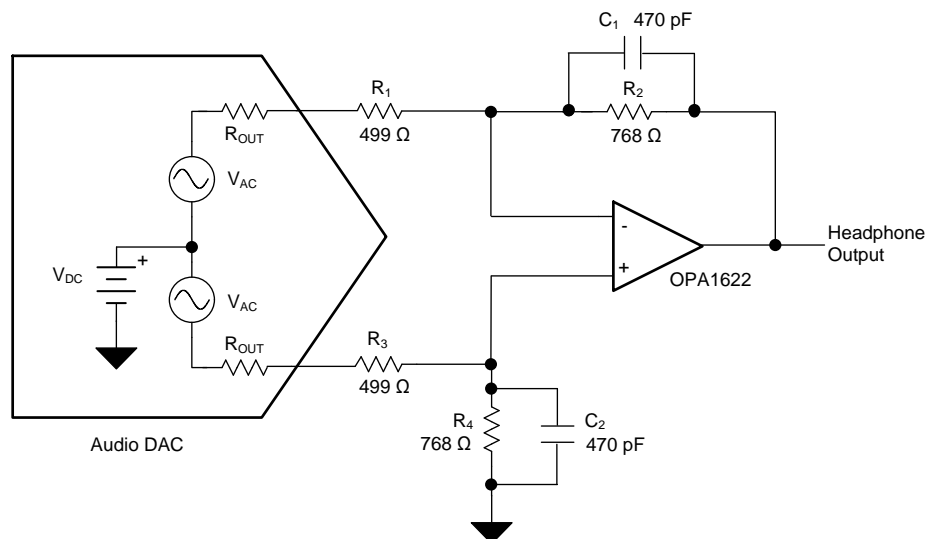 C1 470 pF
R1
499 Ω
R2
768 Ω
ROUT
VAC
VDC
+
VAC
ROUT
-
+
OPA1622
Headphone
Output
R3
499 Ω
R4
768 Ω
C2
470 pF
Audio DAC